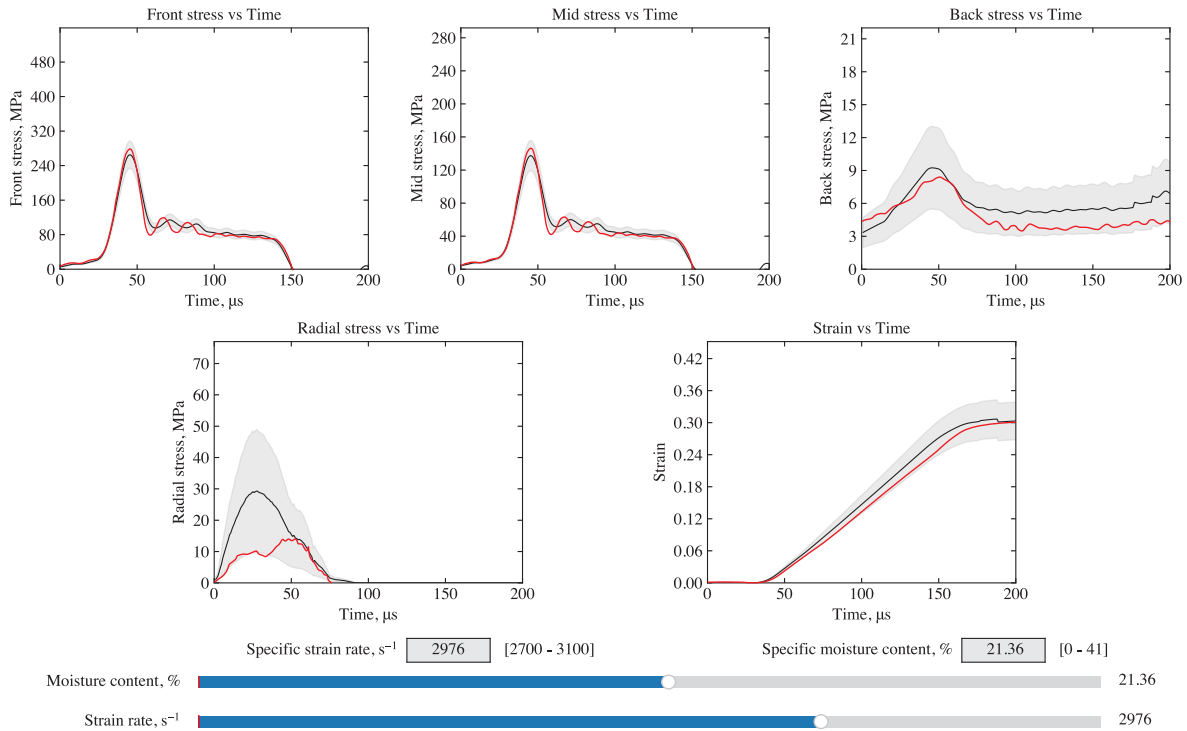 Front stress vs Time
Mid stress vs Time
Back stress vs Time
Front stress, MPa
480
400
320
240
160
80
0
0 50 100 150 200
Time, μs
Mid stress, MPa
280
240
200
160
120
80
40
0
0 50 100 150 200
Time, μs
Back stress, MPa
21
18
15
12
9
6
3
0
0 50 100 150 200
Time, μs
Radial stress vs Time
Strain vs Time
Radial stress, MPa
70
60
50
40
30
20
10
0
0 50 100 150 200
Time, μs
Strain
0.42
0.36
0.30
0.24
0.18
0.12
0.06
0.00
0 50 100 150 200
Time, μs
Specific strain rate, s⁻¹ 2976 [2700 - 3100]
Specific moisture content, % 21.36 [0 - 41]
Moisture content, % 21.36
Strain rate, s⁻¹ 2976